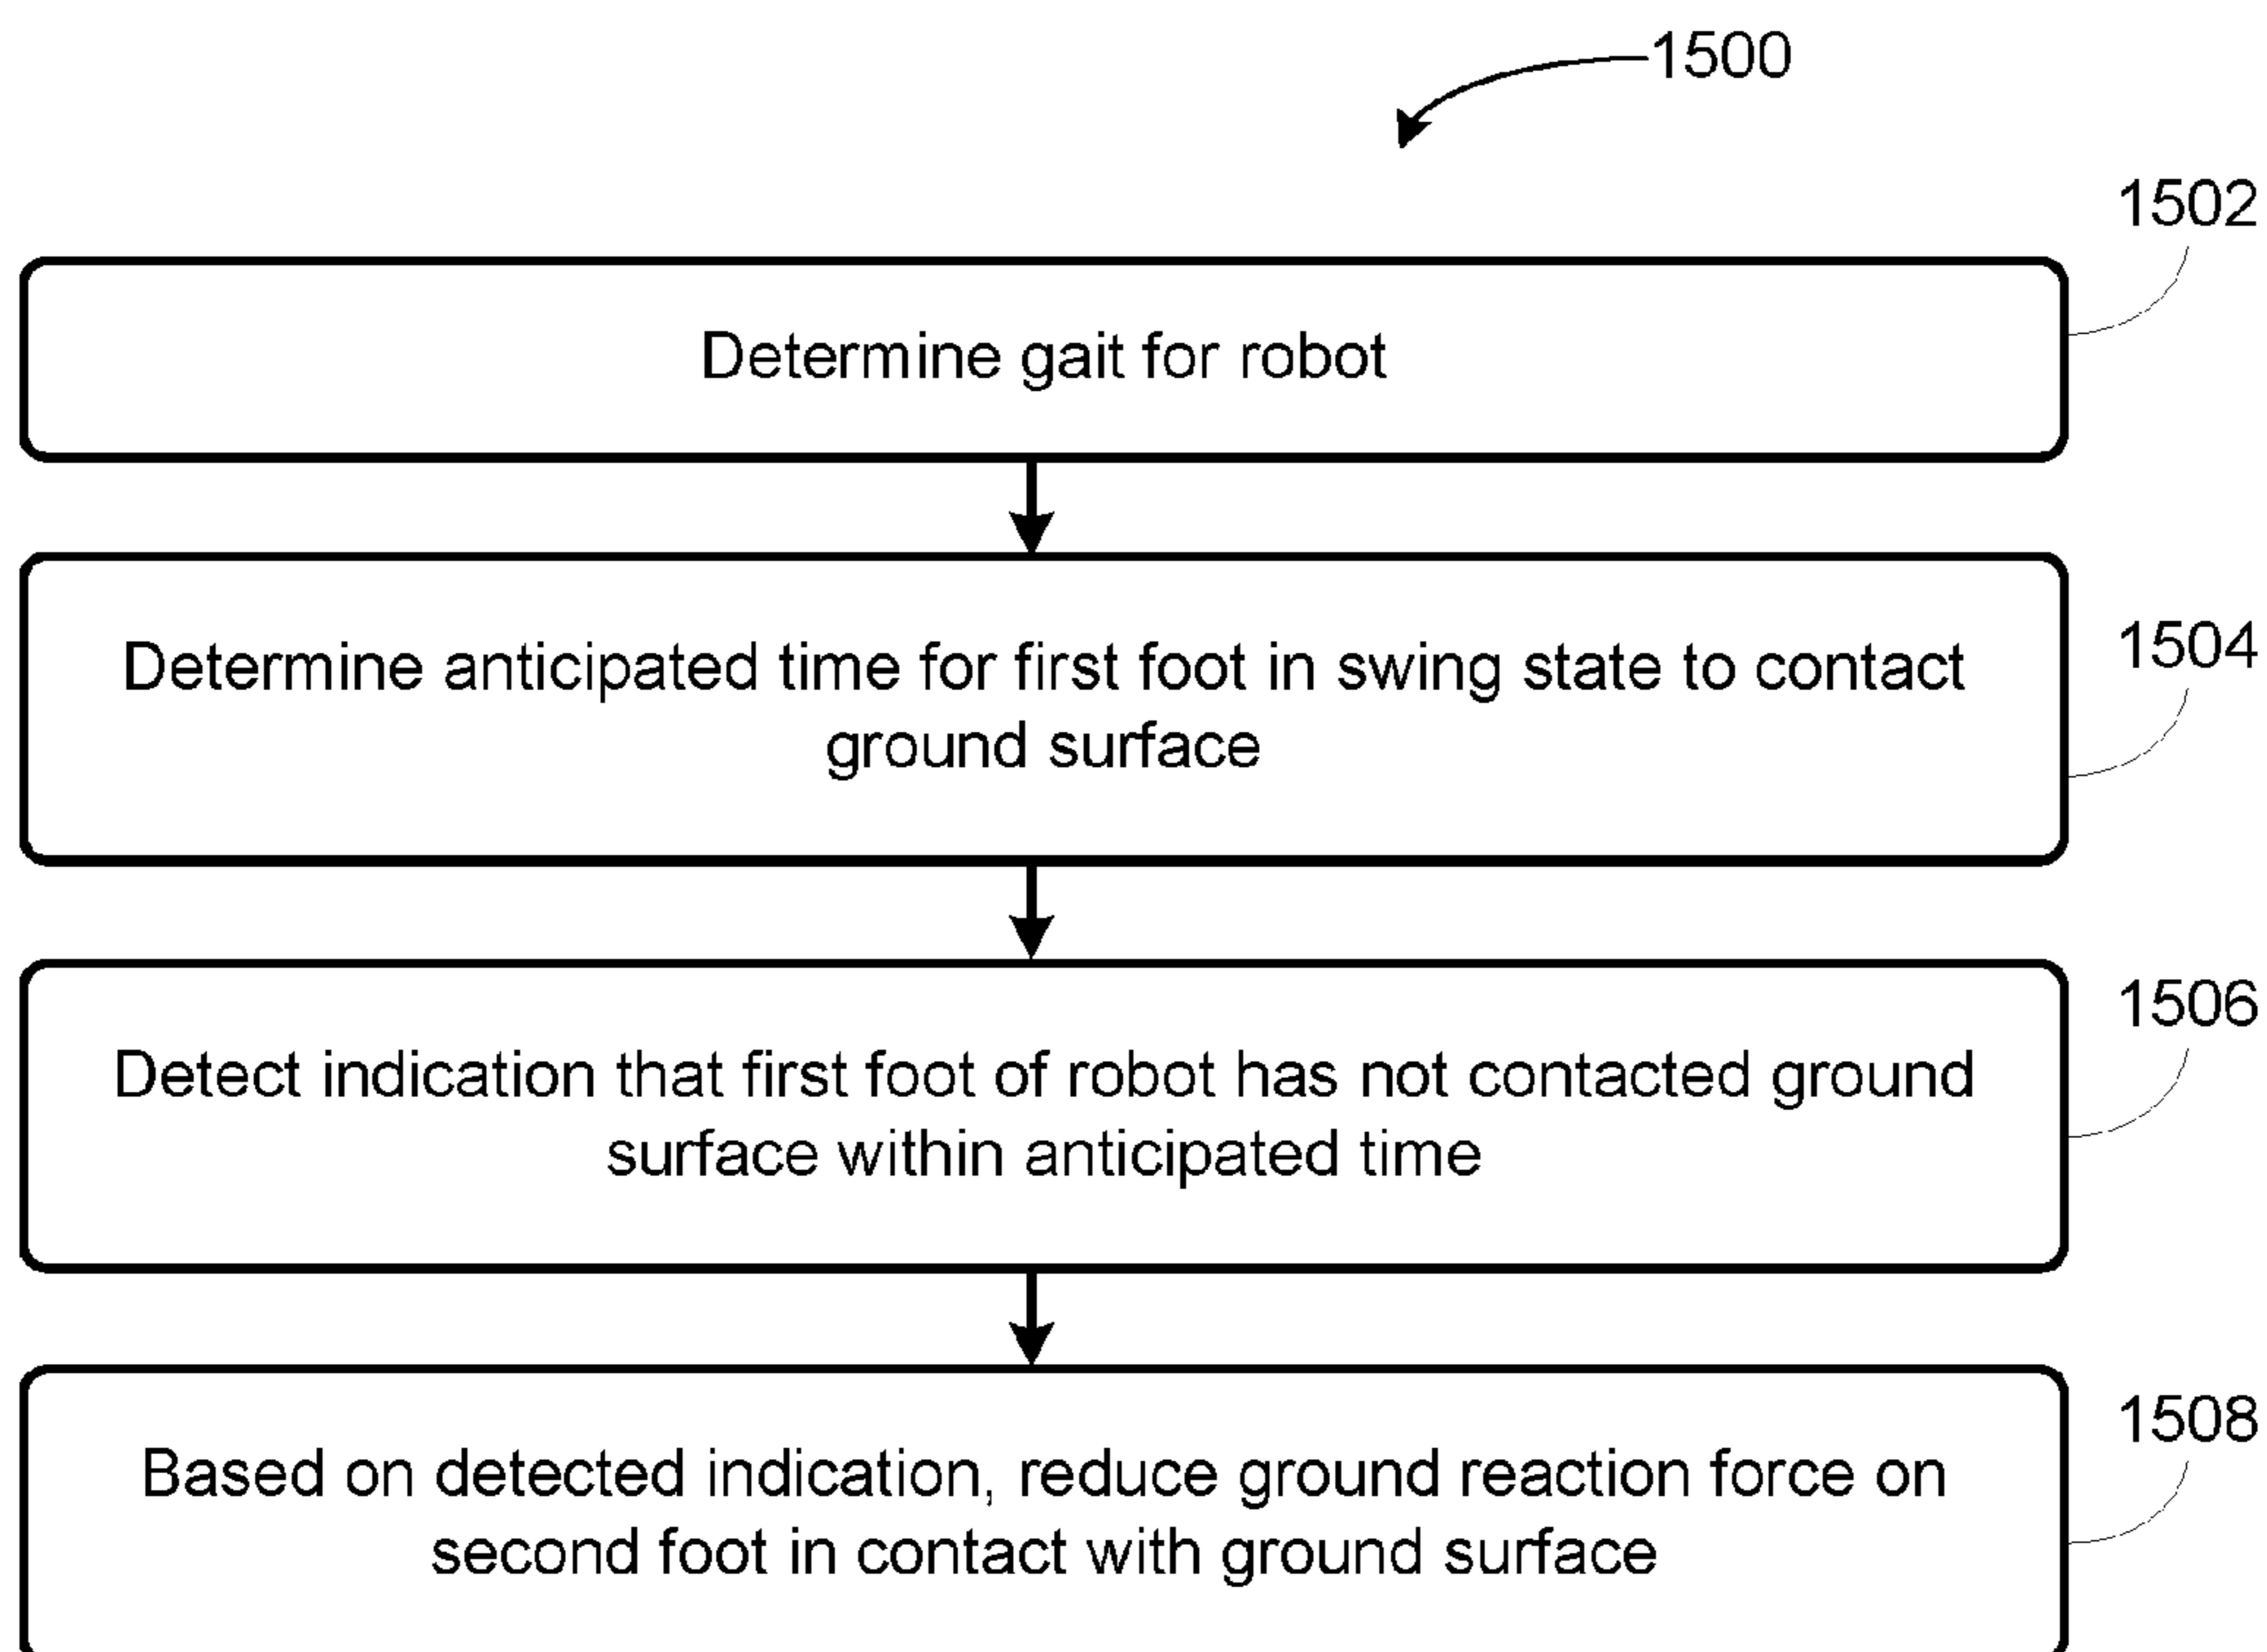 1500
1502
Determine gait for robot
1504
Determine anticipated time for first foot in swing state to contact
ground surface
1506
Detect indication that first foot of robot has not contacted ground
surface within anticipated time
1508
Based on detected indication, reduce ground reaction force on
second foot in contact with ground surface